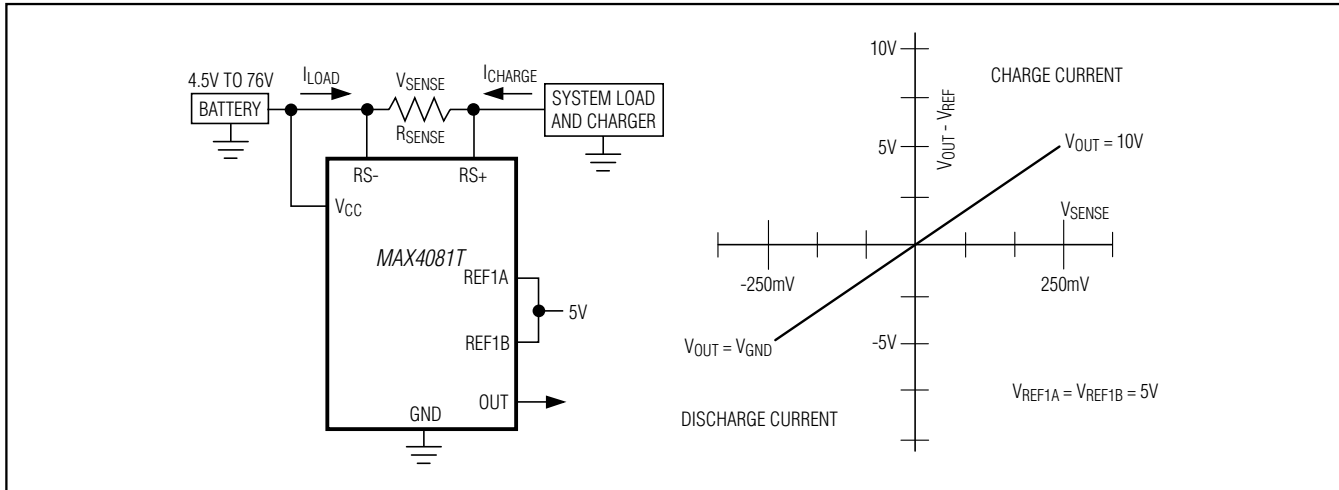 4.5V TO 76V
BATTERY
ILOAD
VSENSE
RSENSE
ICHARGE
SYSTEM LOAD
AND CHARGER
RS-
RS+
VCC
MAX4081T
REF1A
REF1B
5V
OUT
GND
10V
CHARGE CURRENT
VOUT - VREF
5V
VOUT = 10V
VSENSE
-250mV
250mV
VOUT = VGND
-5V
VREF1A = VREF1B = 5V
DISCHARGE CURRENT